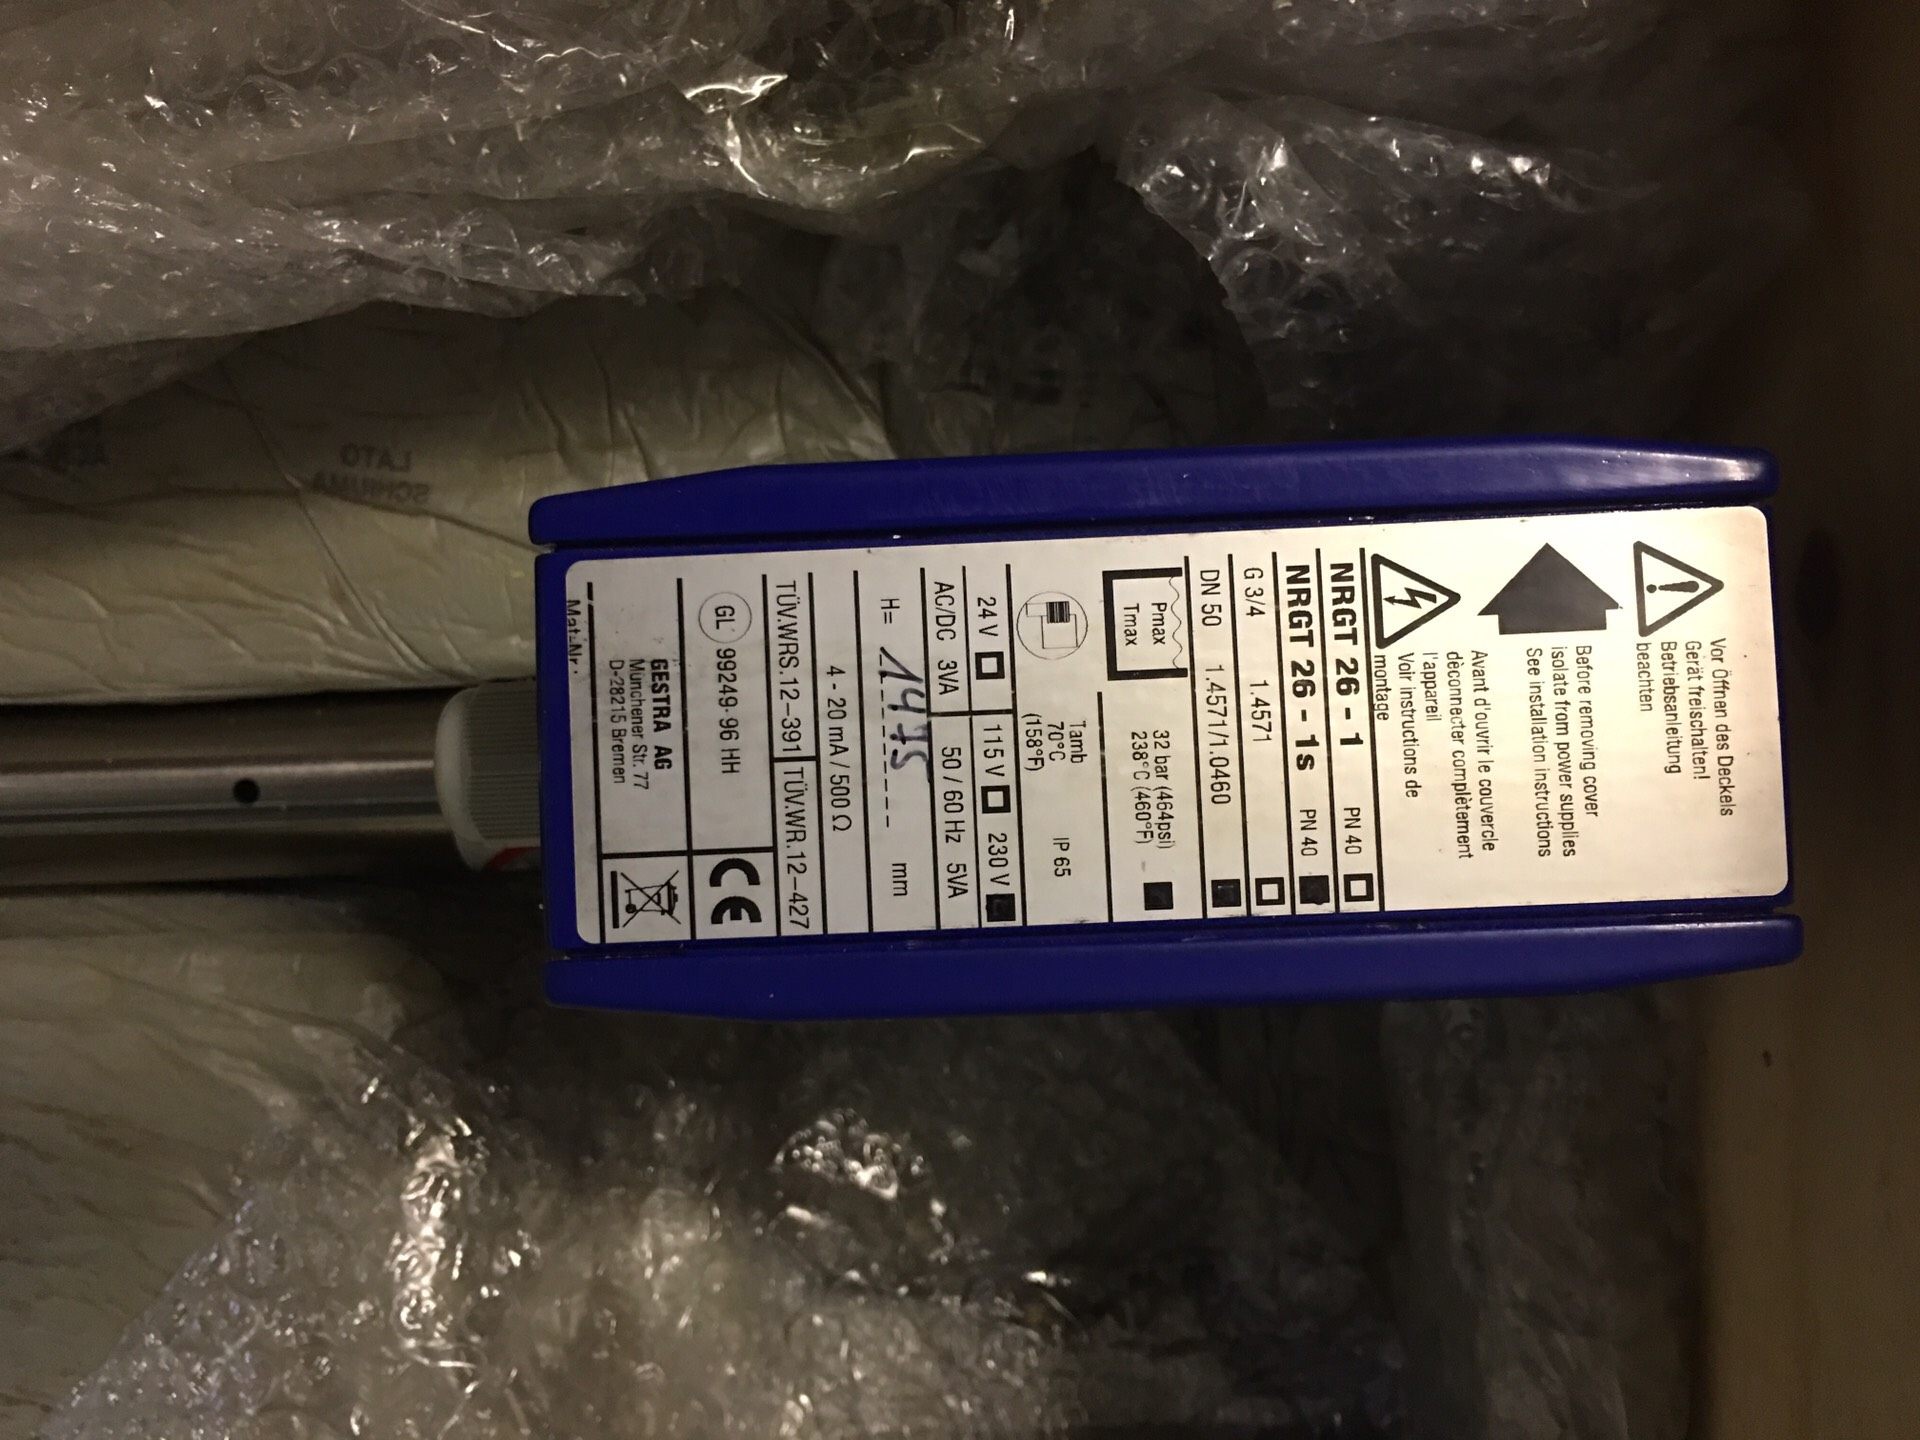 Vor Öffnen des Deckels
Gerät freischalten!
Betriebsanleitung
beachten
Before removing cover
isolate from power supplies
See installation instructions
Avant d'ouvrir le couvercle
déconnecter complètement
l'appareil
Voir instructions de
montage
NRGT 26 - 1 PN 40
NRGT 26 - 1s PN 40
G 3/4 1.4571
DN 50 1.4571/1.0460
Pmax 32 bar (464psi)
Tmax 238°C (460°F)
Tamb
70°C
(158°F)
IP 65
24 V 115 V 230 V
AC/DC 3VA 50 / 60 Hz 5VA
H= 1475 mm
4 - 20 mA / 500 Ω
TÜV.WRS.12–391 TÜV.WR.12–427
GL 99249-96 HH CE
GESTRA AG
Münchener Str. 77
D-28215 Bremen
Mat-Nr.:
LATO